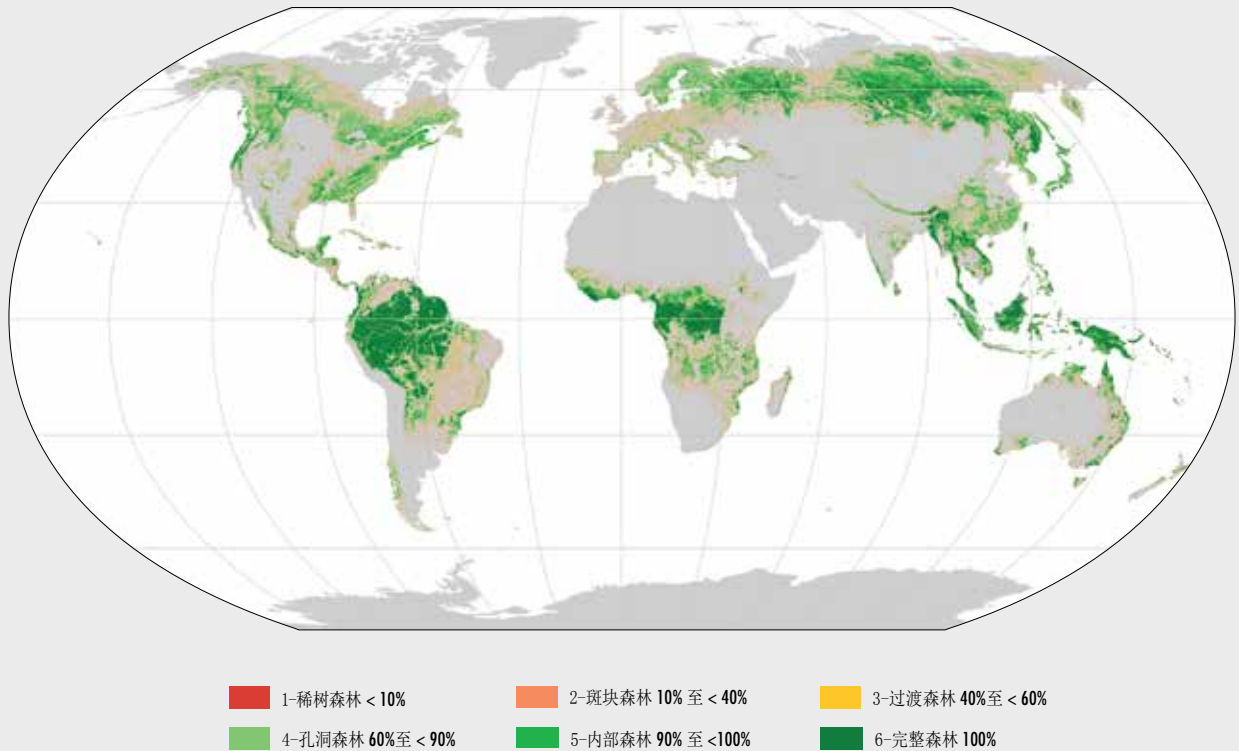 1-稀树森林 < 10%
2-斑块森林 10% 至 < 40%
3-过渡森林 40%至 < 60%
4-孔洞森林 60%至 < 90%
5-内部森林 90% 至 <100%
6-完整森林 100%